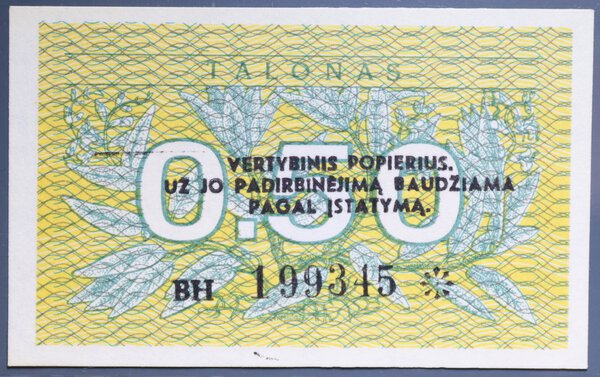 TALONAS
0.50
VERTYBINIS POPIERIUS.
UŽ JO PADIRBINĖJIMĄ BAUDŽIAMA
PAGAL ĮSTATYMĄ.
BH 199345